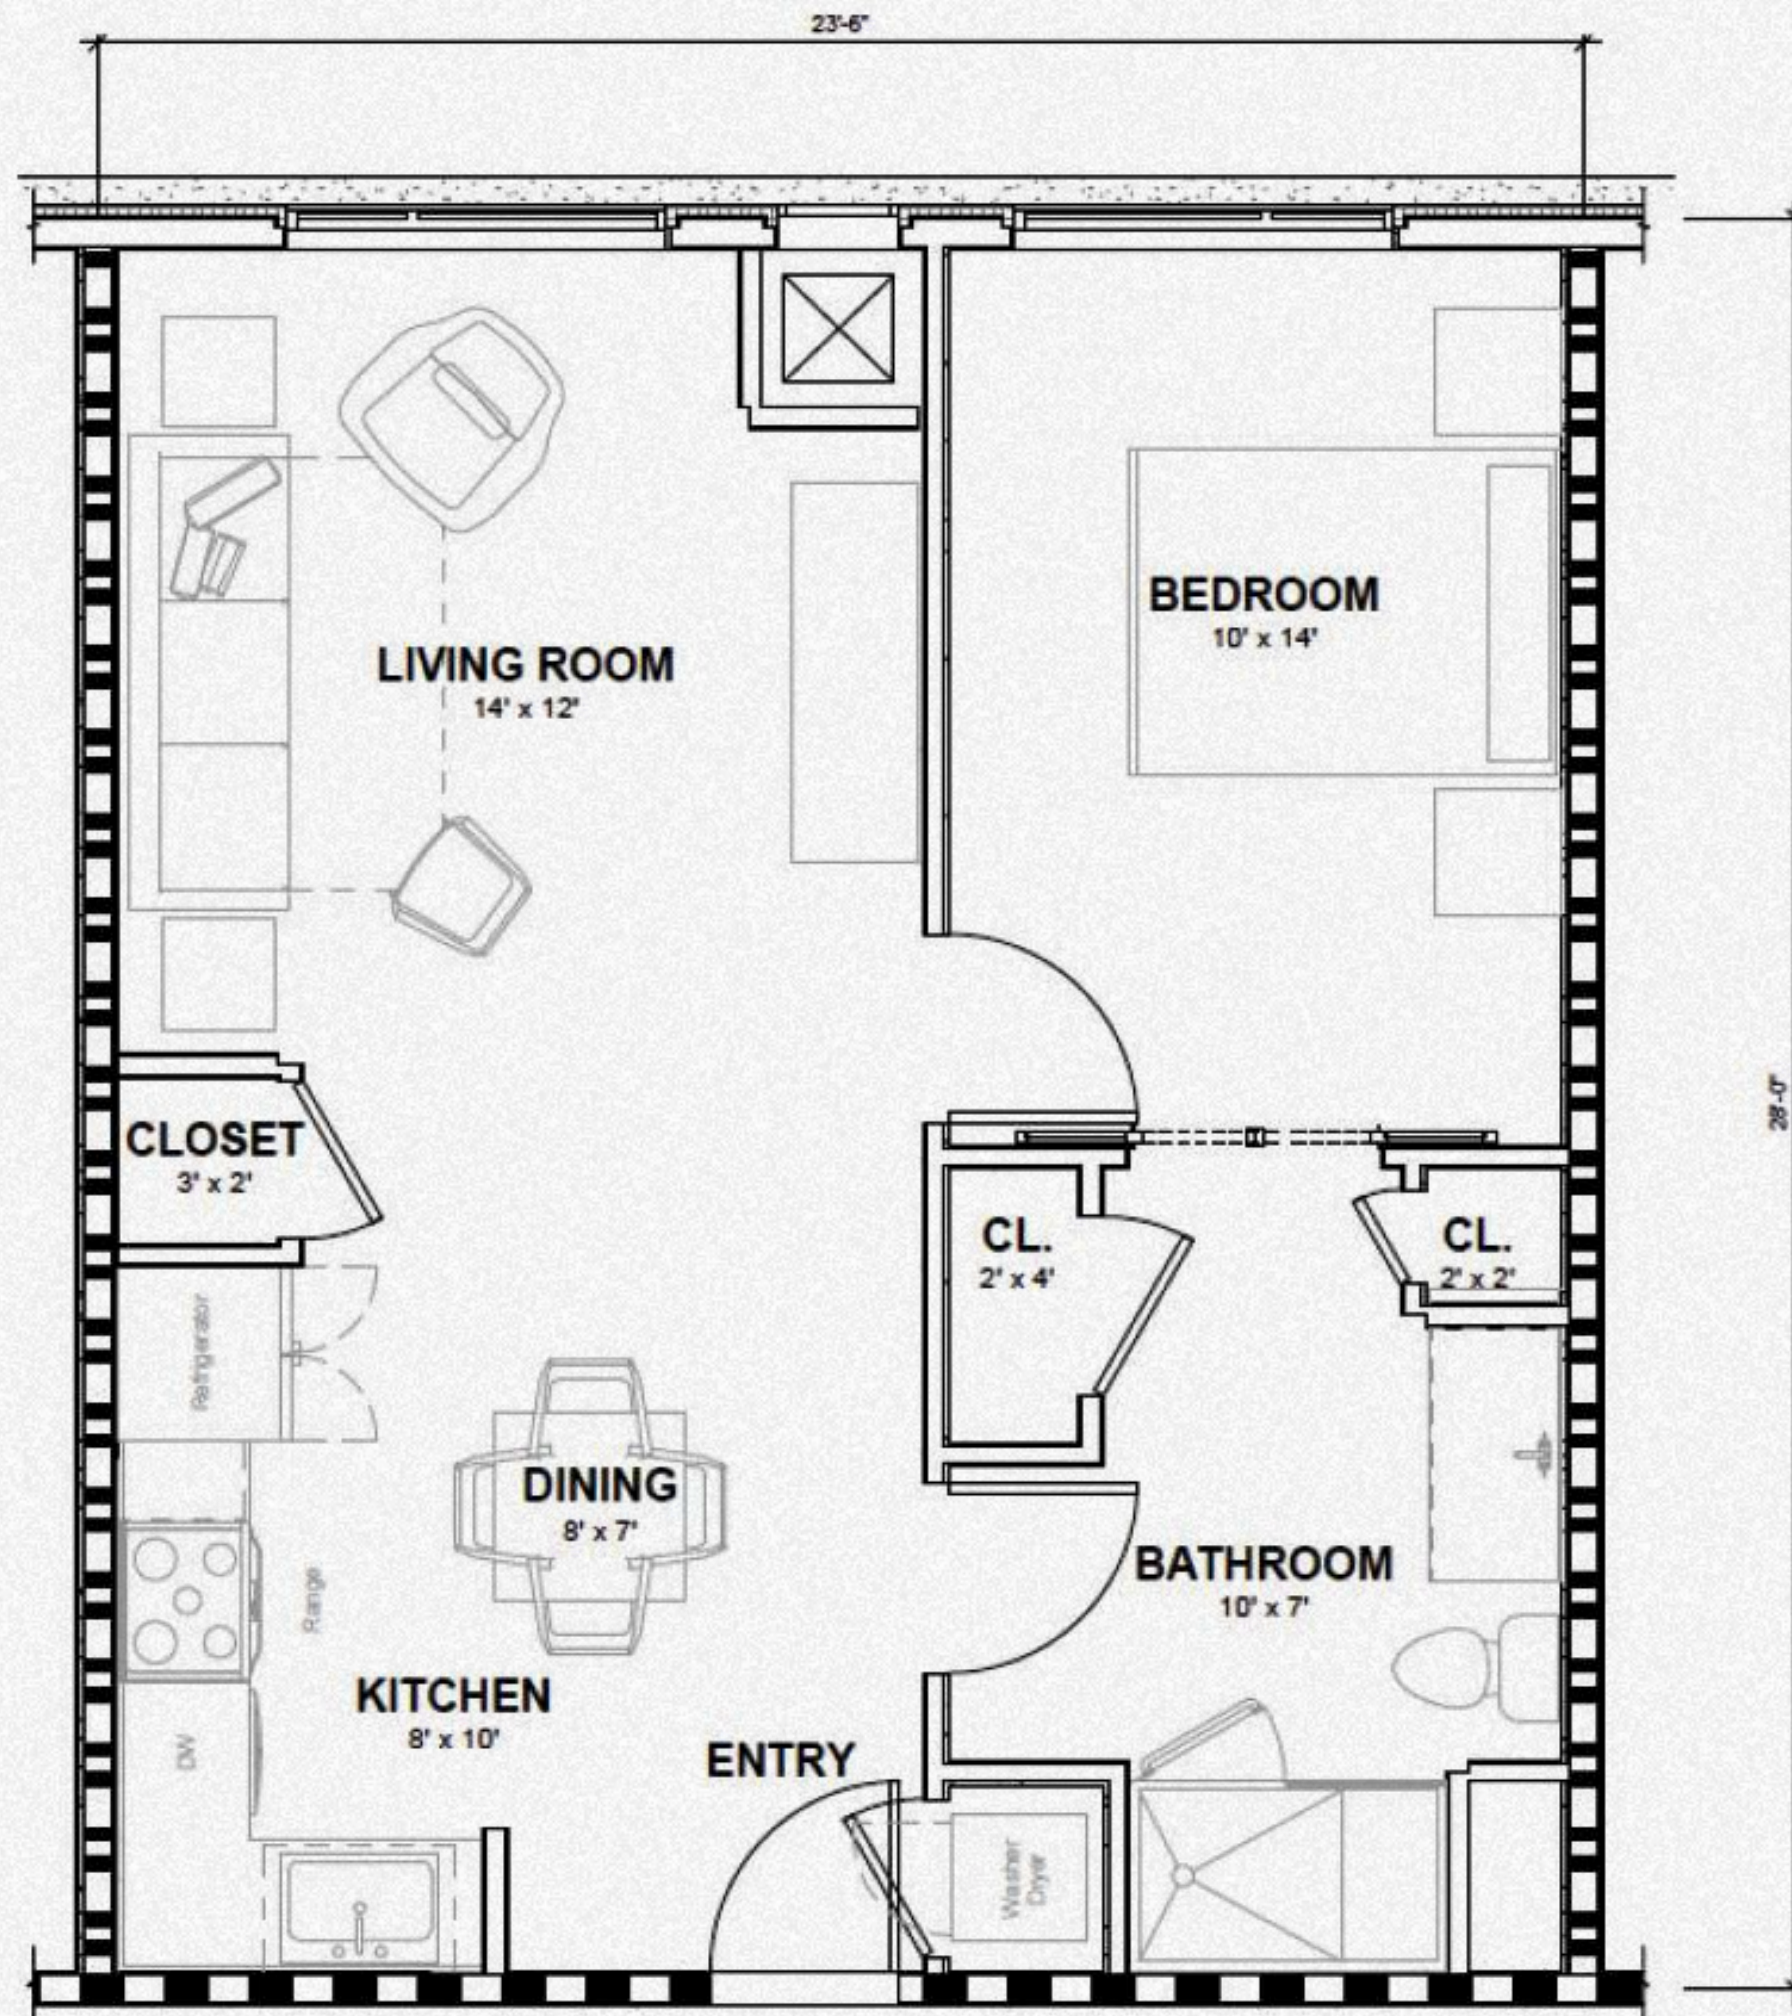 23'-6"
BEDROOM
10' x 14'
LIVING ROOM
14' x 12'
28'-0"
CLOSET
3' x 2'
CL.
2' x 4'
CL.
2' x 2'
Refrigerator
DINING
8' x 7'
Range
BATHROOM
10' x 7'
KITCHEN
8' x 10'
DW
ENTRY
Washer
Dryer